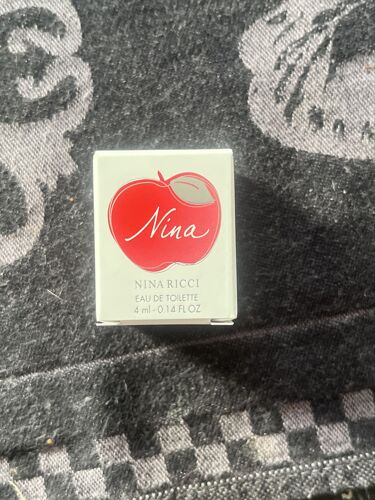 Nina
NINA RICCI
EAU DE TOILETTE
4 ml - 0.14 FL OZ